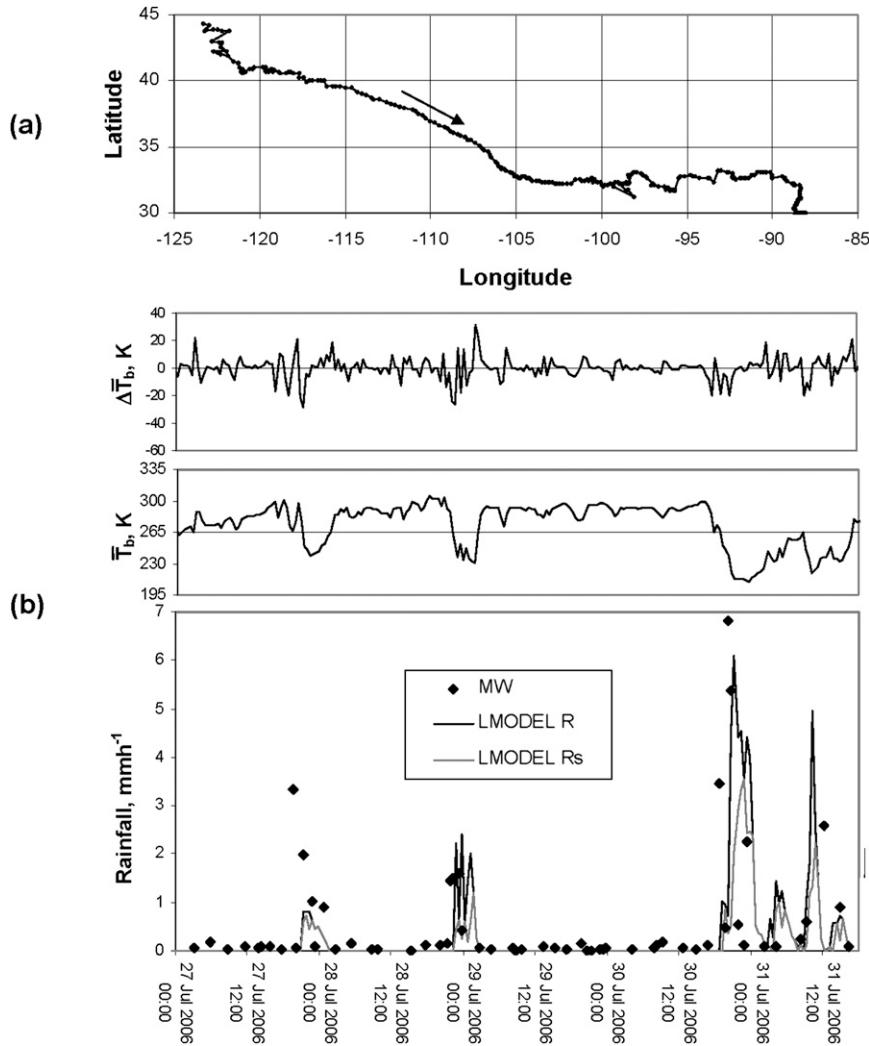 (a)
Latitude
45
40
35
30
-125 -120 -115 -110 -105 -100 -95 -90 -85
Longitude
ΔT̿b, K
40
20
0
-20
-40
-60
T̿b, K
335
300
265
230
195
(b)
Rainfall, mmh-1
7
6
5
4
3
2
1
0
MW
LMODEL R
LMODEL Rs
27 Jul 2006 00:00
27 Jul 2006 12:00
28 Jul 2006 00:00
28 Jul 2006 12:00
29 Jul 2006 00:00
29 Jul 2006 12:00
30 Jul 2006 00:00
30 Jul 2006 12:00
31 Jul 2006 00:00
31 Jul 2006 12:00